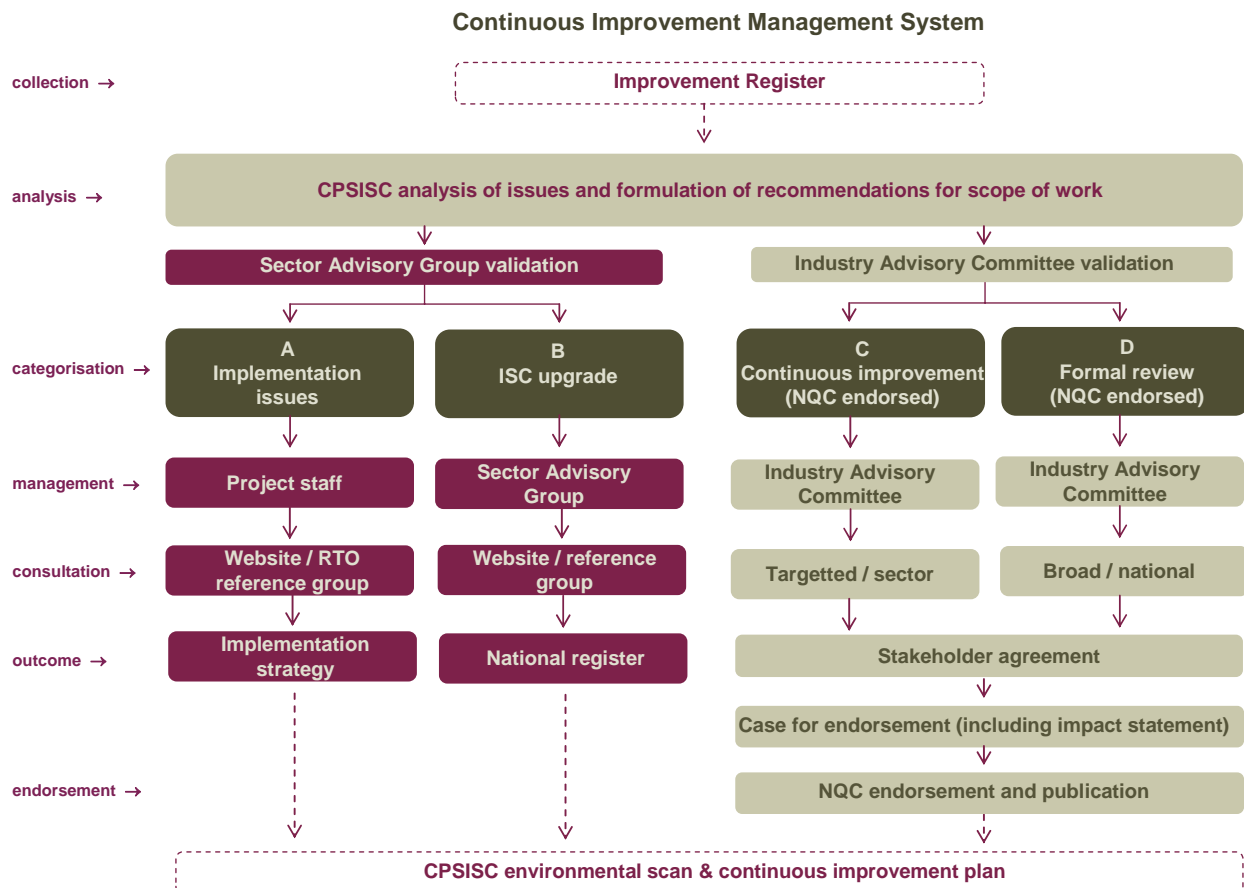 Continuous Improvement Management System
collection →
Improvement Register
analysis →
CPSISC analysis of issues and formulation of recommendations for scope of work
Sector Advisory Group validation
Industry Advisory Committee validation
categorisation →
A
Implementation
issues
B
ISC upgrade
C
Continuous improvement
(NQC endorsed)
D
Formal review
(NQC endorsed)
management →
Project staff
Sector Advisory
Group
Industry Advisory
Committee
Industry Advisory
Committee
consultation →
Website / RTO
reference group
Website / reference
group
Targetted / sector
Broad / national
outcome →
Implementation
strategy
National register
Stakeholder agreement
Case for endorsement (including impact statement)
endorsement →
NQC endorsement and publication
CPSISC environmental scan & continuous improvement plan